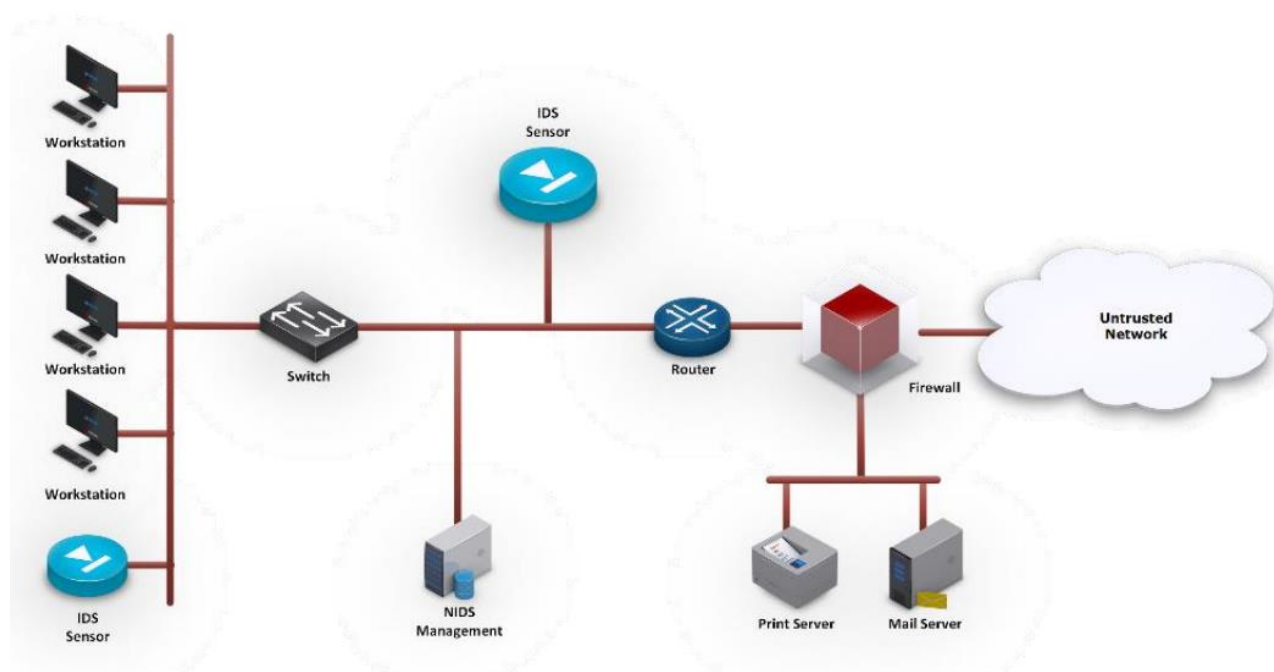 Workstation
Workstation
Workstation
Workstation
IDS
Sensor
Switch
IDS
Sensor
NIDS
Management
Router
Firewall
Print Server
Mail Server
Untrusted
Network